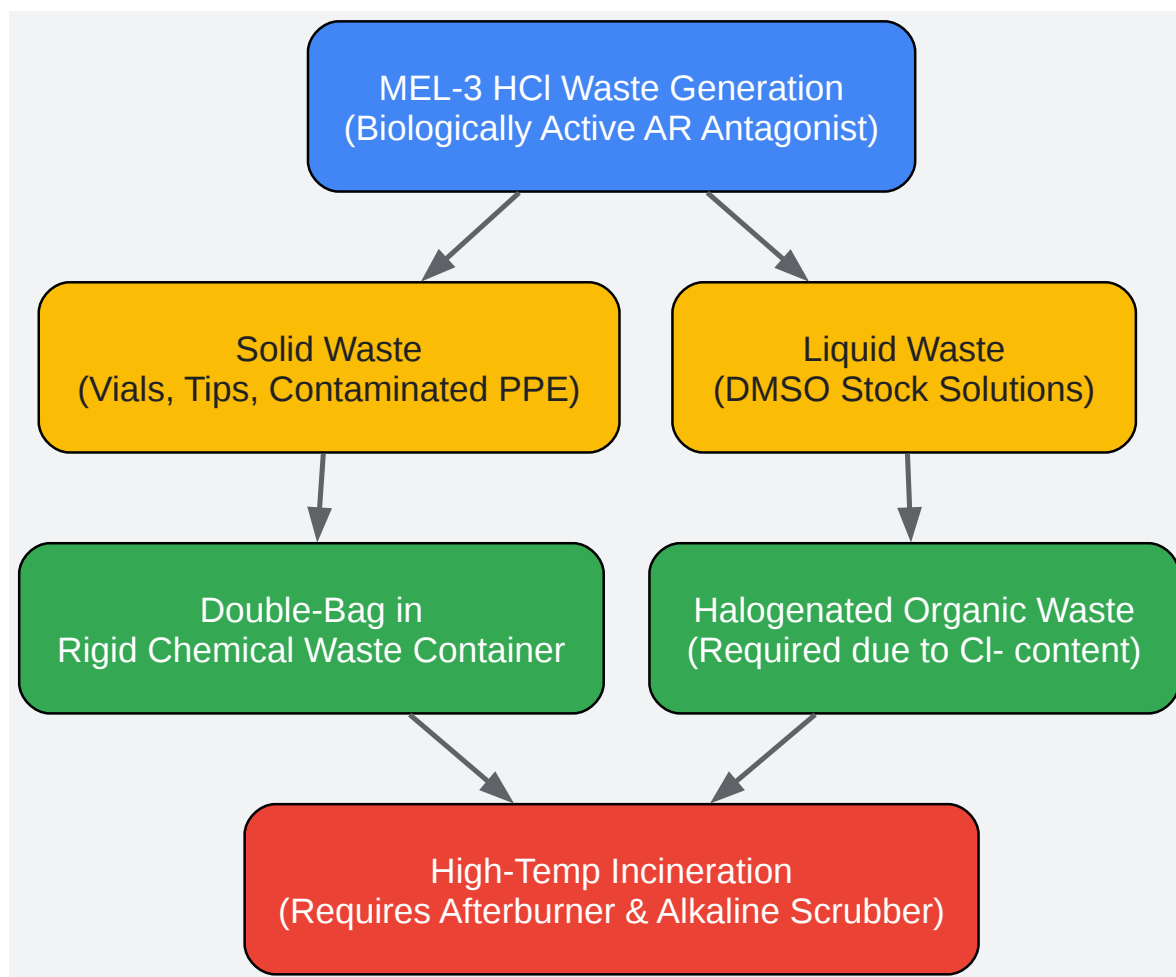 MEL-3 HCl Waste Generation
(Biologically Active AR Antagonist)
Solid Waste
(Vials, Tips, Contaminated PPE)
Liquid Waste
(DMSO Stock Solutions)
Double-Bag in
Rigid Chemical Waste Container
Halogenated Organic Waste
(Required due to Cl- content)
High-Temp Incineration
(Requires Afterburner & Alkaline Scrubber)